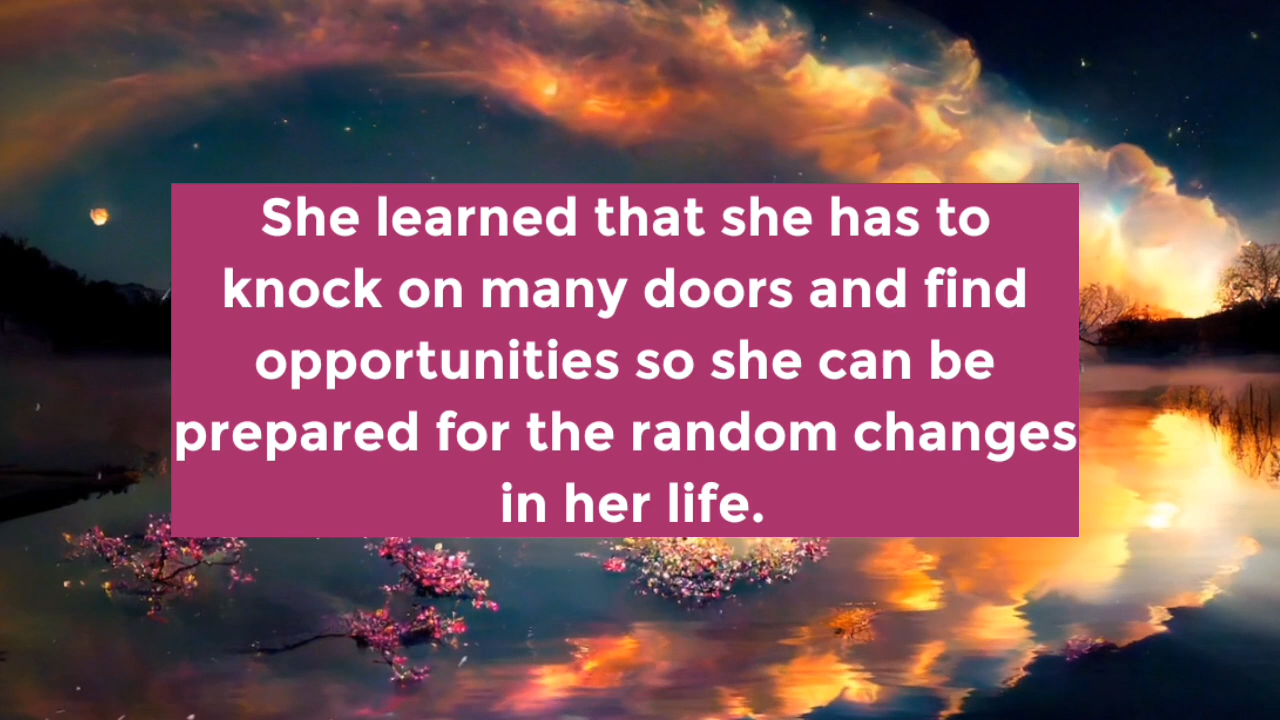 She learned that she has to
knock on many doors and find
opportunities so she can be
prepared for the random changes
in her life.